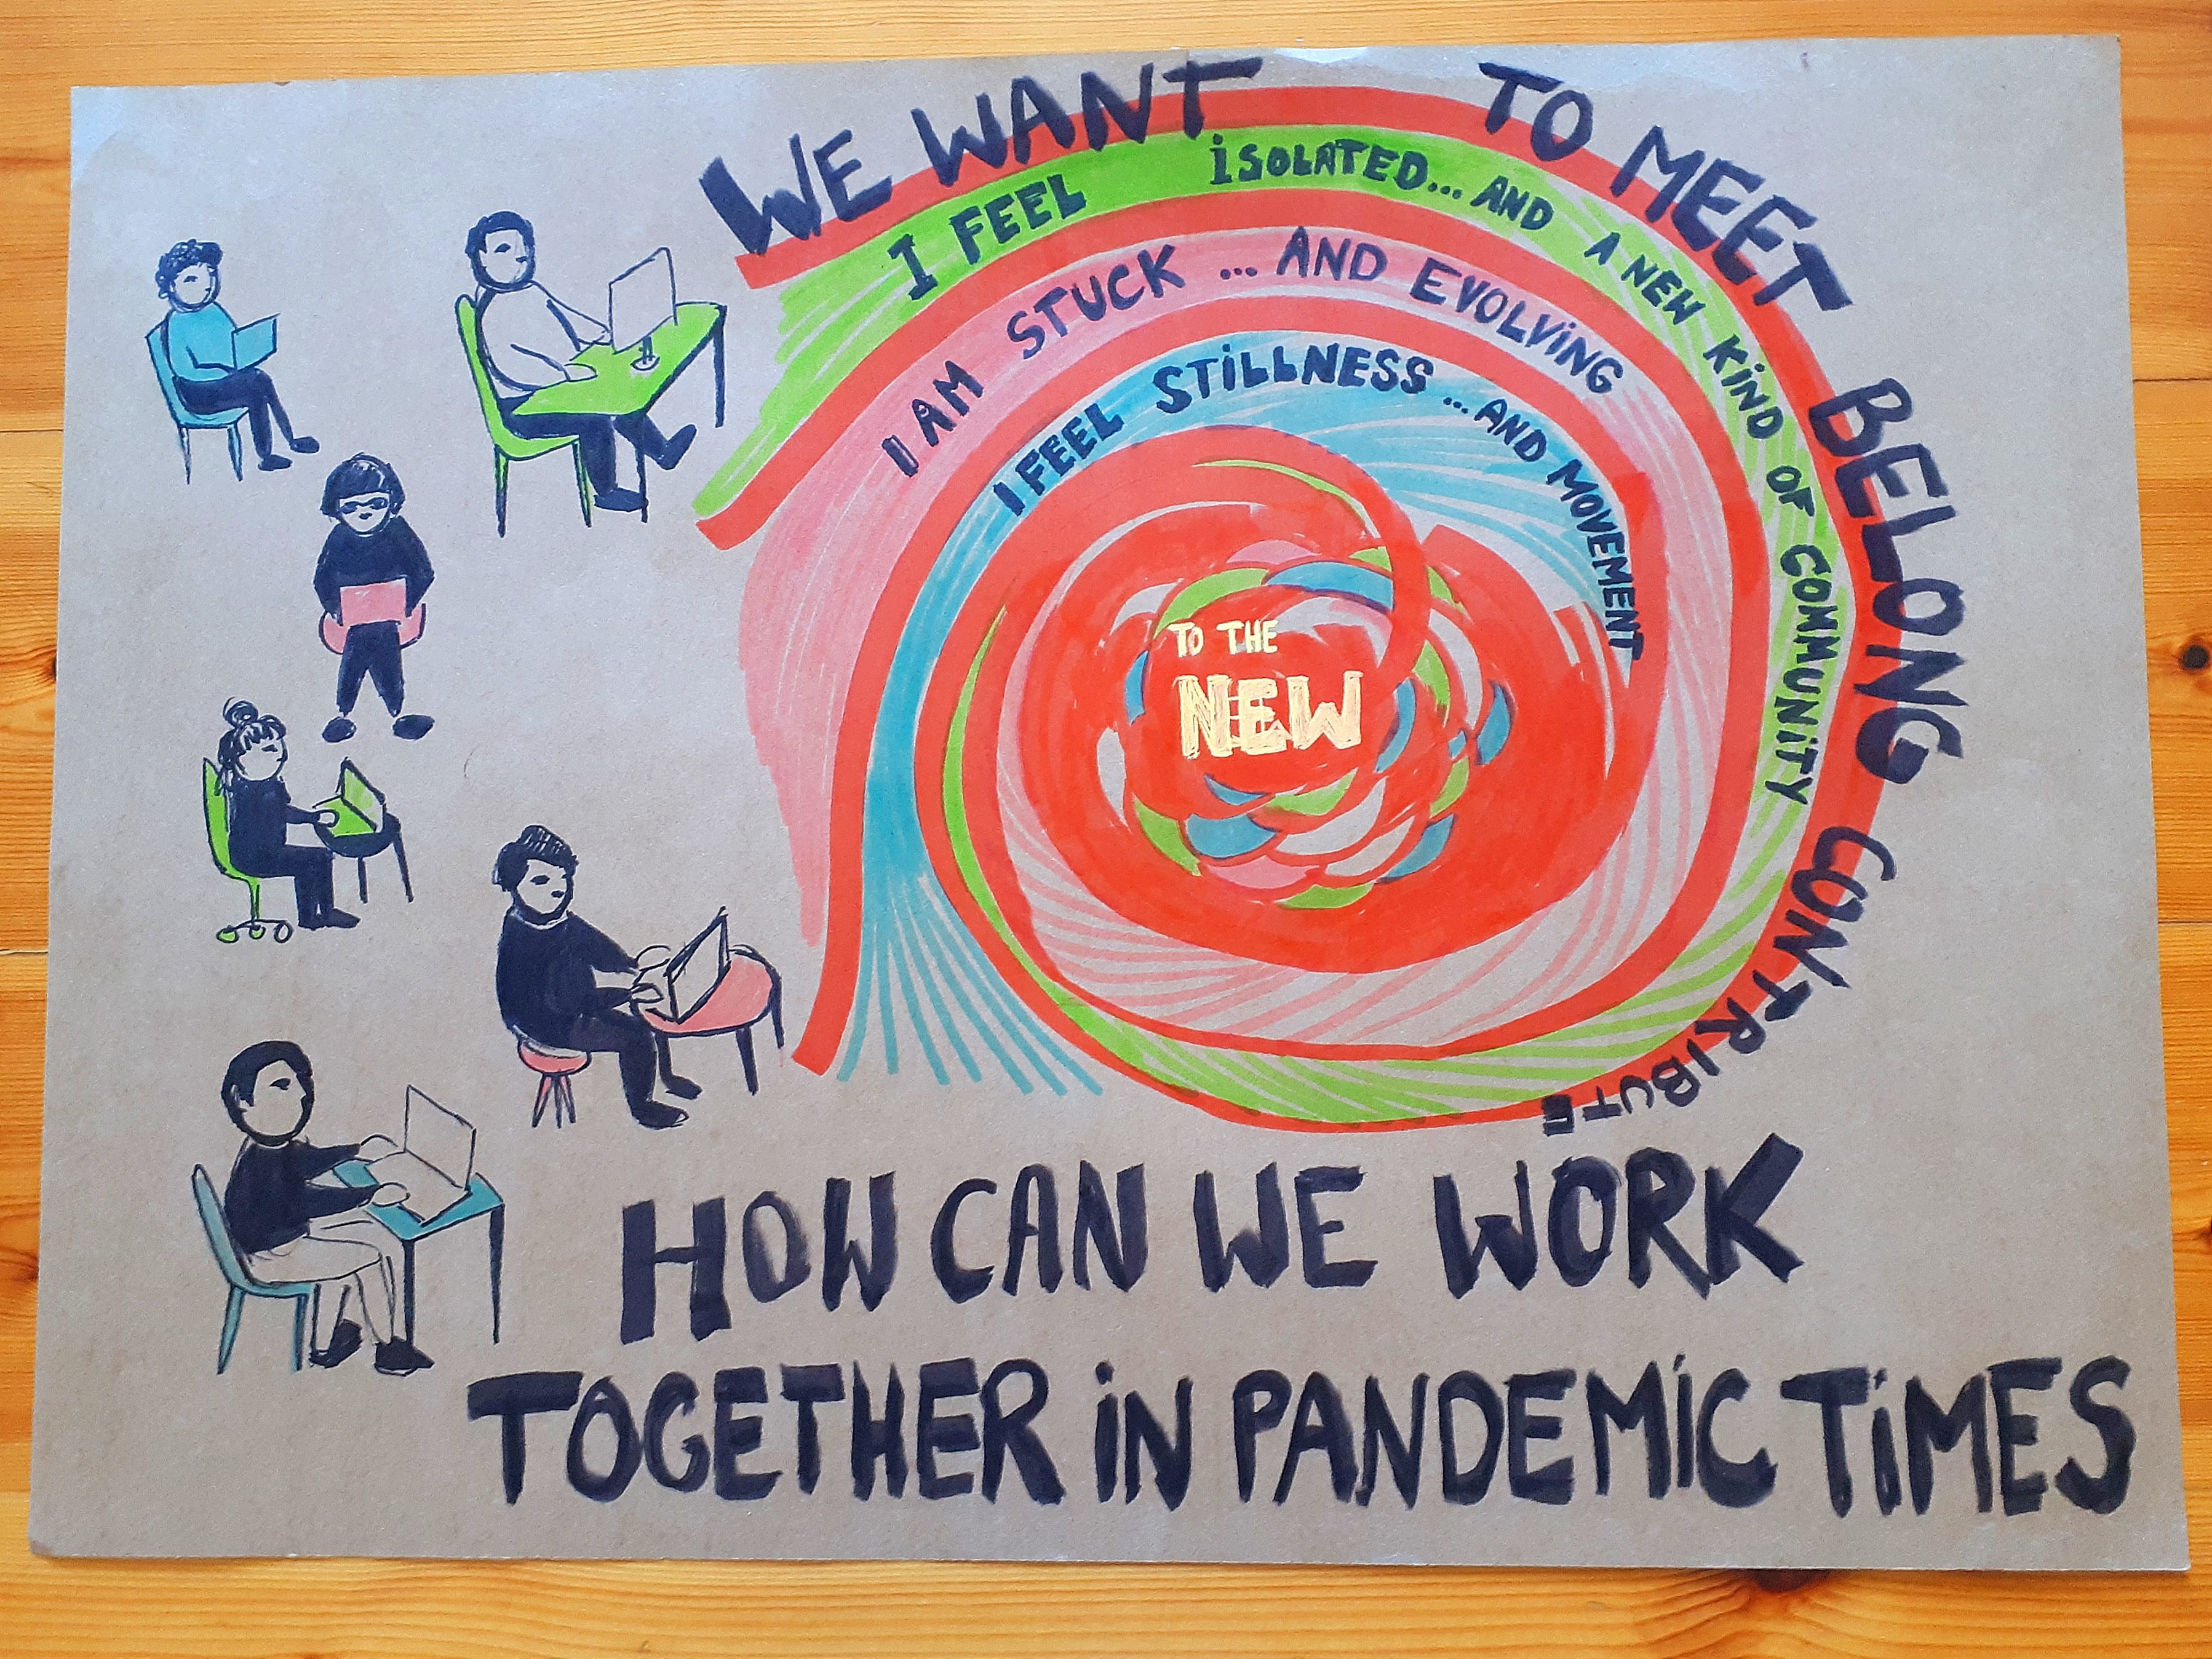 WE WANT TO MEET BELONG CONTRIBUTE
I FEEL iSOLATED... AND A NEW KiND OF COMMUNiTY
I AM STUCK ... AND EVOLViNG
I FEEL STiLLNESS ... AND MOVEMENT
TO THE
NEW
HOW CAN WE WORK
TOGETHER iN PANDEMiC TiMES